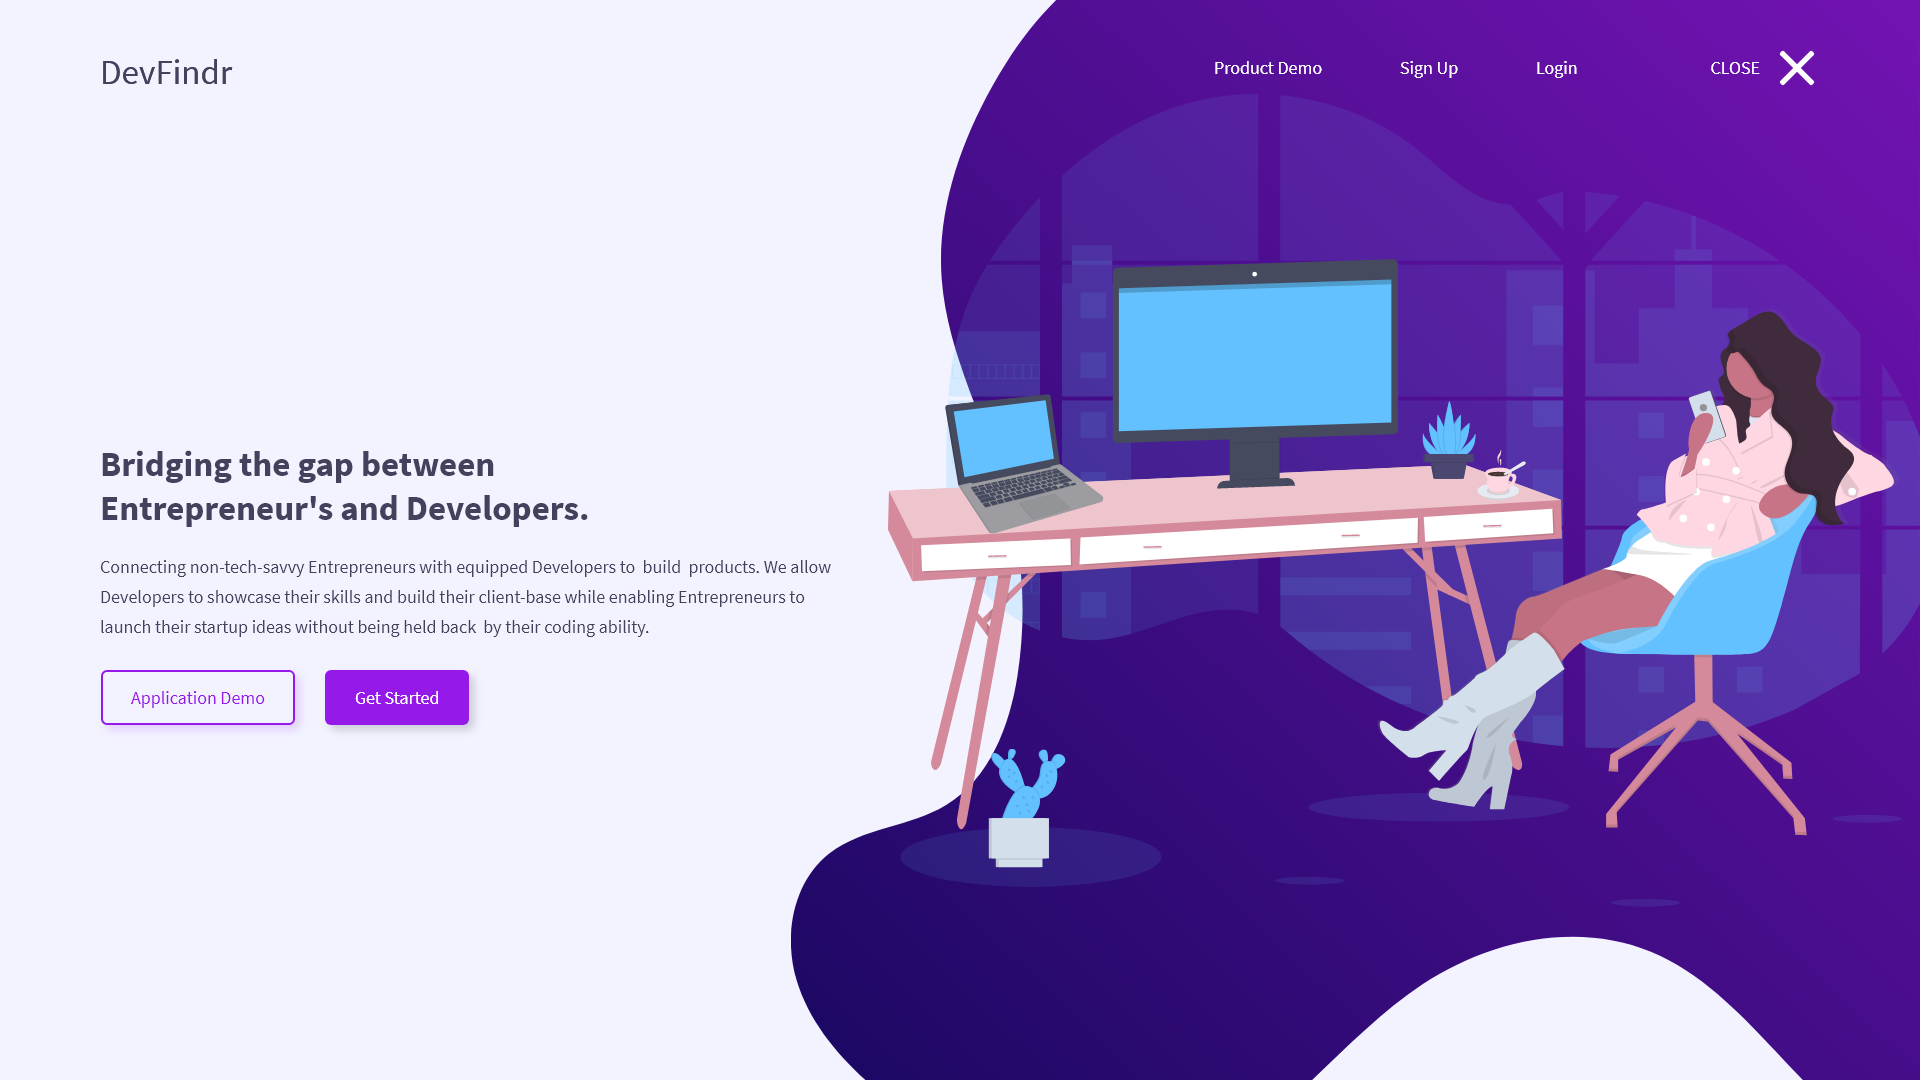 DevFindr
Product Demo
Sign Up
Login
CLOSE
Bridging the gap between
Entrepreneur's and Developers.
Connecting non-tech-savvy Entrepreneurs with equipped Developers to build products. We allow
Developers to showcase their skills and build their client-base while enabling Entrepreneurs to
launch their startup ideas without being held back by their coding ability.
Application Demo
Get Started